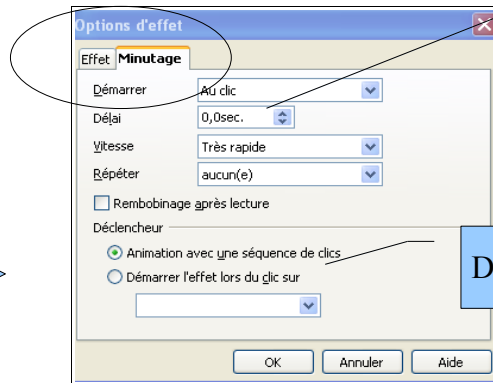 Options d'effet
Effet Minutage
Démarrer Au clic
Délai 0,0sec.
Vitesse Très rapide
Répéter aucun(e)
Rembobinage après lecture
Déclencheur
Animation avec une séquence de clics
Démarrer l'effet lors du clic sur
D
OK Annuler Aide